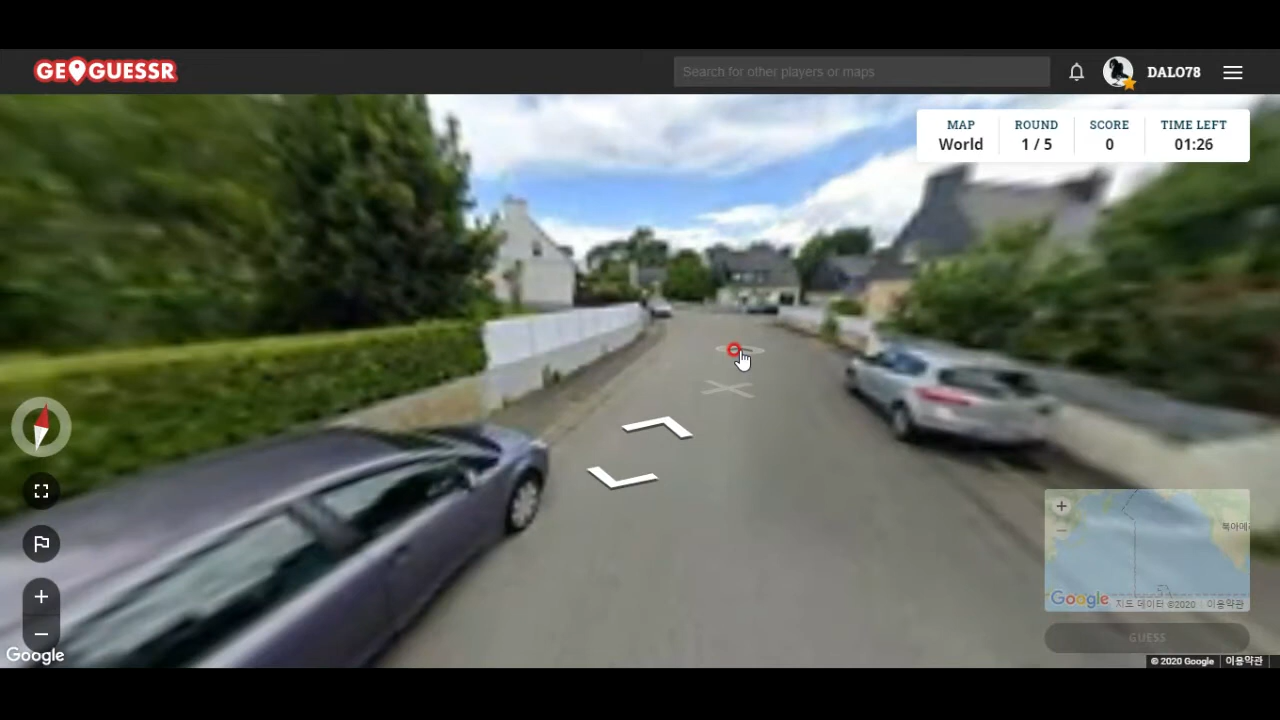 GEOGUESSR
Search for other players or maps
DALO78
MAP
World
ROUND
1 / 5
SCORE
0
TIME LEFT
01:26
Google
지도 데이터 ©2020
이용약관
GUESS
Google
© 2020 Google
이용약관